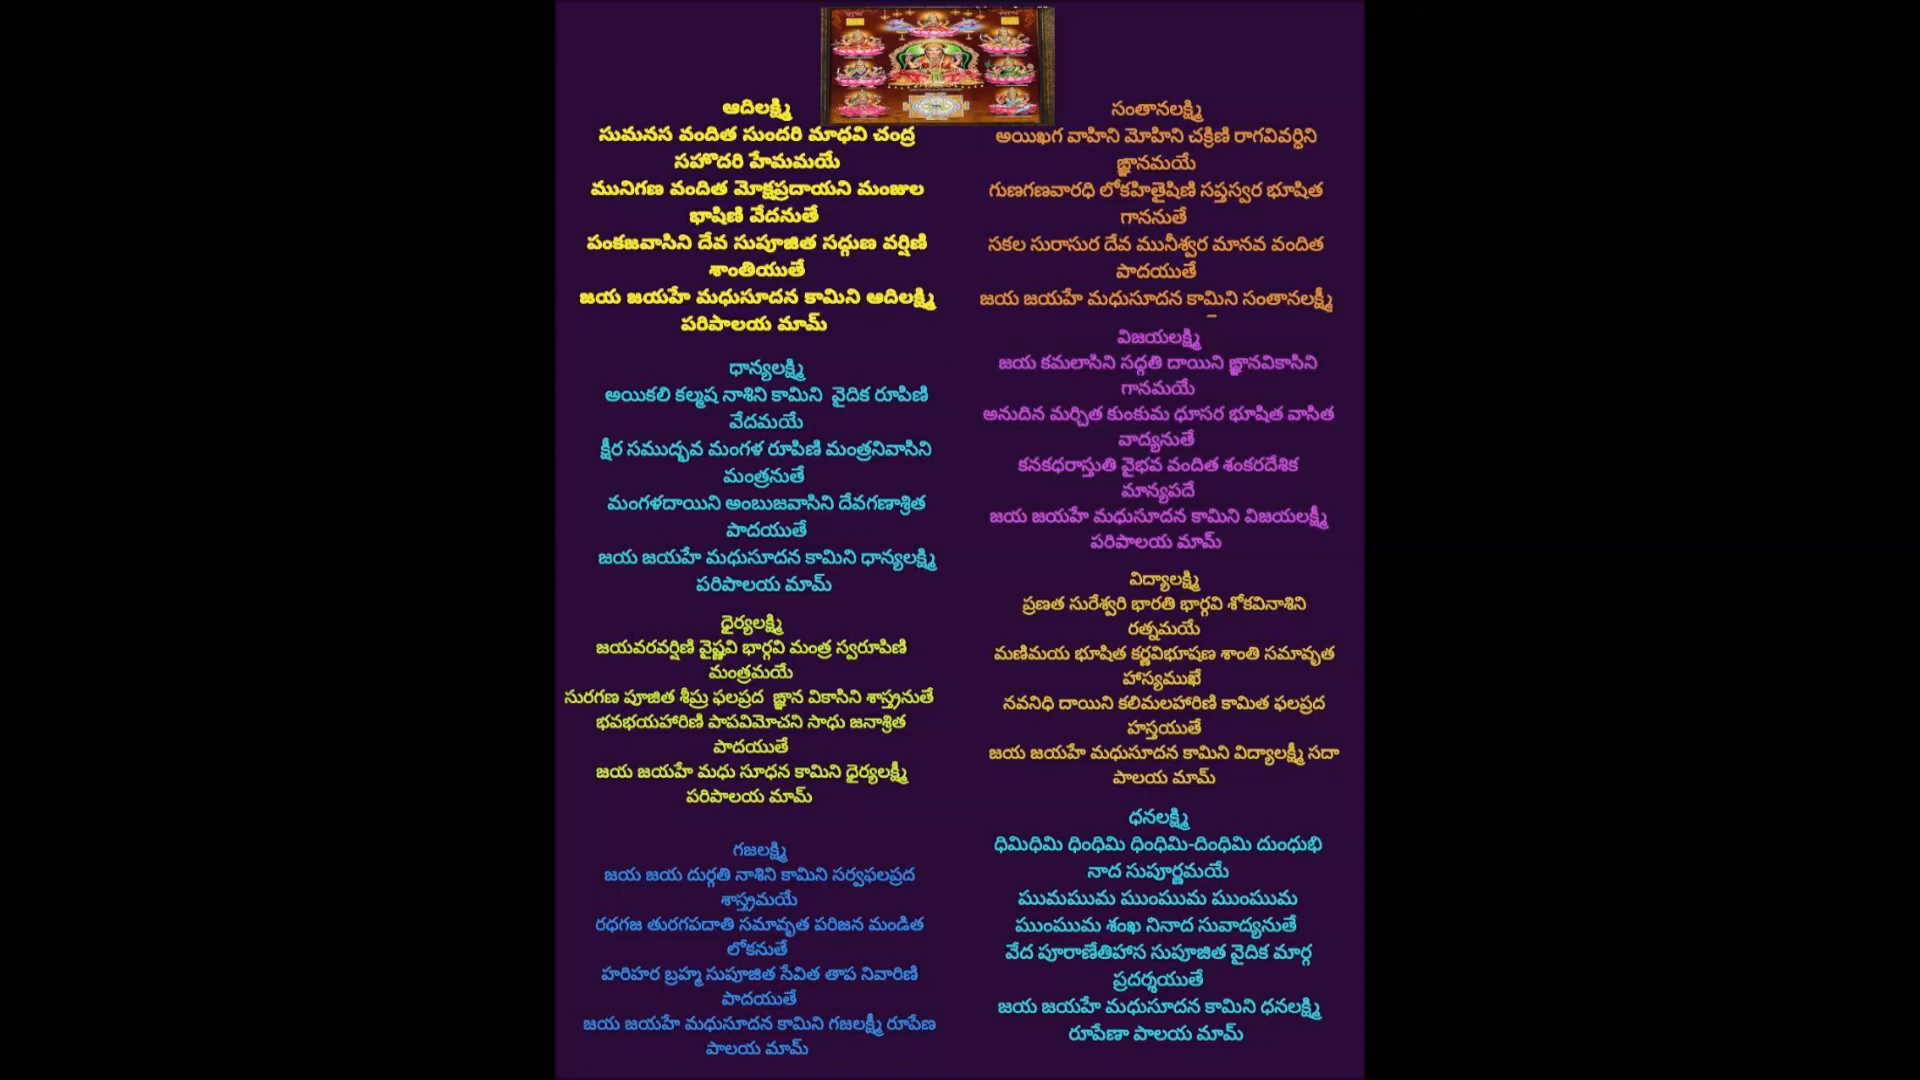 ఆదిలక్ష్మి
సుమనస వందిత సుందరి మాధవి చంద్ర
సహొదరి హేమమయే
మునిగణ వందిత మోక్షప్రదాయని మంజుల
భాషిణి వేదనుతే
పంకజవాసిని దేవ సుపూజిత సద్గుణ వర్షిణి
శాంతియుతే
జయ జయహే మధుసూదన కామిని ఆదిలక్ష్మి
పరిపాలయ మామ్
ధాన్యలక్ష్మి
అయికలి కల్మష నాశిని కామిని వైదిక రూపిణి
వేదమయే
క్షీర సముద్భవ మంగళ రూపిణి మంత్రనివాసిని
మంత్రనుతే
మంగళదాయిని అంబుజవాసిని దేవగణాశ్రిత
పాదయుతే
జయ జయహే మధుసూదన కామిని ధాన్యలక్ష్మి
పరిపాలయ మామ్
ధైర్యలక్ష్మి
జయవరవర్షిణి వైష్ణవి భార్గవి మంత్ర స్వరూపిణి
మంత్రమయే
సురగణ పూజిత శీఘ్ర ఫలప్రద జ్ఞాన వికాసిని శాస్త్రనుతే
భవభయహారిణి పాపవిమోచని సాధు జనాశ్రిత
పాదయుతే
జయ జయహే మధు సూధన కామిని ధైర్యలక్ష్మీ
పరిపాలయ మామ్
గజలక్ష్మి
జయ జయ దుర్గతి నాశిని కామిని సర్వఫలప్రద
శాస్త్రమయే
రధగజ తురగపదాతి సమావృత పరిజన మండిత
లోకనుతే
హరిహర బ్రహ్మ సుపూజిత సేవిత తాప నివారిణి
పాదయుతే
జయ జయహే మధుసూదన కామిని గజలక్ష్మీ రూపేణ
పాలయ మామ్
సంతానలక్ష్మి
అయిఖగ వాహిని మోహిని చక్రిణి రాగవివర్ధిని
జ్ఞానమయే
గుణగణవారధి లోకహితైషిణి సప్తస్వర భూషిత
గాననుతే
సకల సురాసుర దేవ మునీశ్వర మానవ వందిత
పాదయుతే
జయ జయహే మధుసూదన కామిని సంతానలక్ష్మీ
విజయలక్ష్మి
జయ కమలాసిని సద్గతి దాయిని జ్ఞానవికాసిని
గానమయే
అనుదిన మర్చిత కుంకుమ ధూసర భూషిత వాసిత
వాద్యనుతే
కనకధరాస్తుతి వైభవ వందిత శంకరదేశిక
మాన్యపదే
జయ జయహే మధుసూదన కామిని విజయలక్ష్మీ
పరిపాలయ మామ్
విద్యాలక్ష్మి
ప్రణత సురేశ్వరి భారతి భార్గవి శోకవినాశిని
రత్నమయే
మణిమయ భూషిత కర్ణవిభూషణ శాంతి సమావృత
హాస్యముఖే
నవనిధి దాయిని కలిమలహారిణి కామిత ఫలప్రద
హస్తయుతే
జయ జయహే మధుసూదన కామిని విద్యాలక్ష్మీ సదా
పాలయ మామ్
ధనలక్ష్మి
ధిమిధిమి ధింధిమి ధింధిమి-దింధిమి దుంధుభి
నాద సుపూర్ణమయే
ఘుమఘుమ ఘుంఘుమ ఘుంఘుమ
ఘుంఘుమ శంఖ నినాద సువాద్యనుతే
వేద పూరాణేతిహాస సుపూజిత వైదిక మార్గ
ప్రదర్శయుతే
జయ జయహే మధుసూదన కామిని ధనలక్ష్మి
రూపేణా పాలయ మామ్